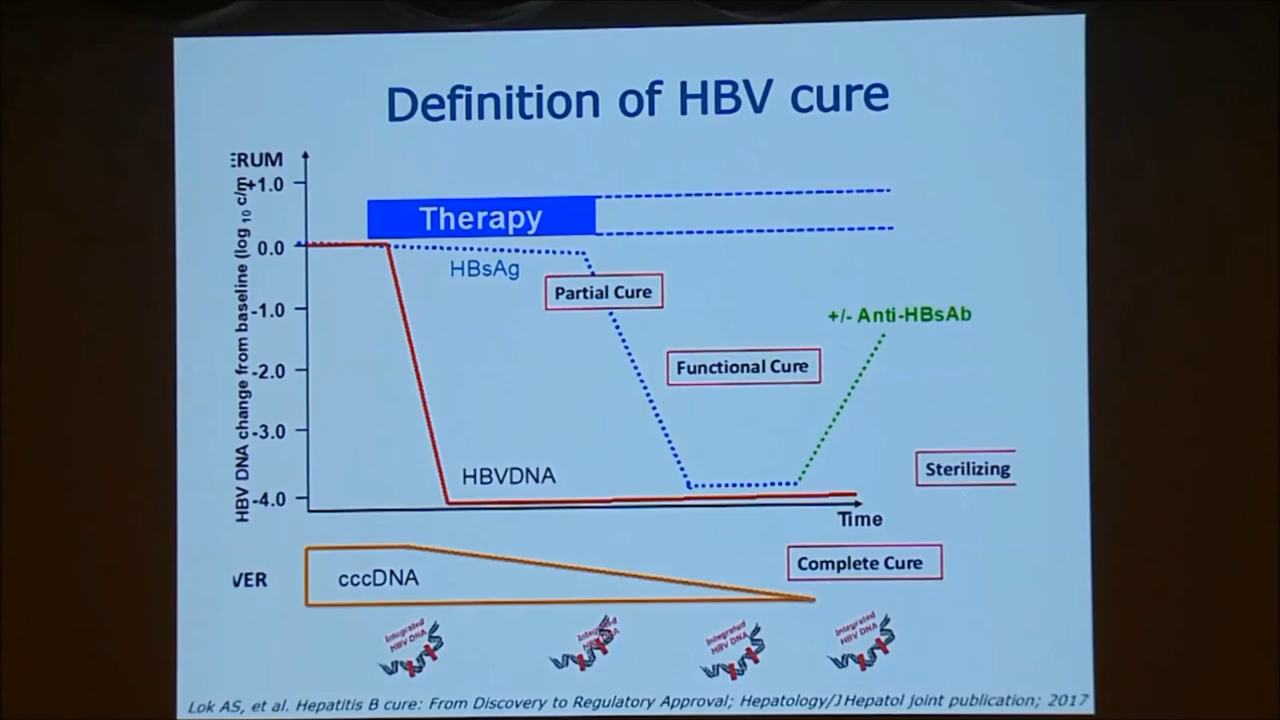 Definition of HBV cure
ERUM
HBV DNA change from baseline (log 10 c/m
+1.0
0.0
-1.0
-2.0
-3.0
-4.0
Therapy
HBsAg
Partial Cure
+/- Anti-HBsAb
Functional Cure
HBVDNA
Sterilizing
Time
VER
cccDNA
Complete Cure
Integrated
HBV DNA
Integrated
Integrated
HBV DNA
Integrated
HBV DNA
Lok AS, et al. Hepatitis B cure: From Discovery to Regulatory Approval; Hepatology/J Hepatol joint publication; 2017